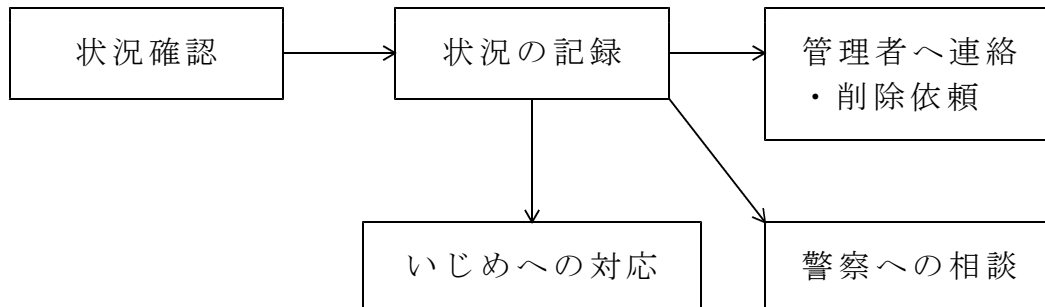 状況確認
状況の記録
管理者へ連絡
・削除依頼
いじめへの対応
警察への相談